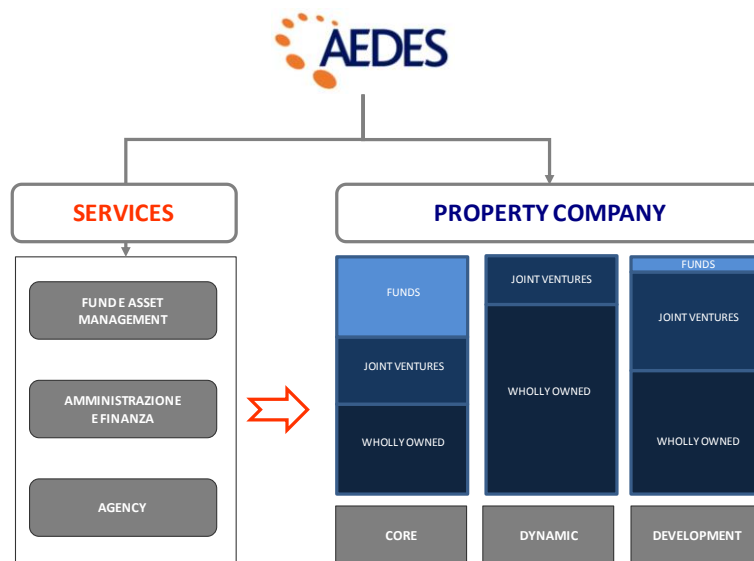 AEDES
SERVICES
PROPERTY COMPANY
FUND E ASSET
MANAGEMENT
AMMINISTRAZIONE
E FINANZA
AGENCY
FUNDS
JOINT VENTURES
WHOLLY OWNED
CORE
JOINT VENTURES
WHOLLY OWNED
DYNAMIC
FUNDS
JOINT VENTURES
WHOLLY OWNED
DEVELOPMENT